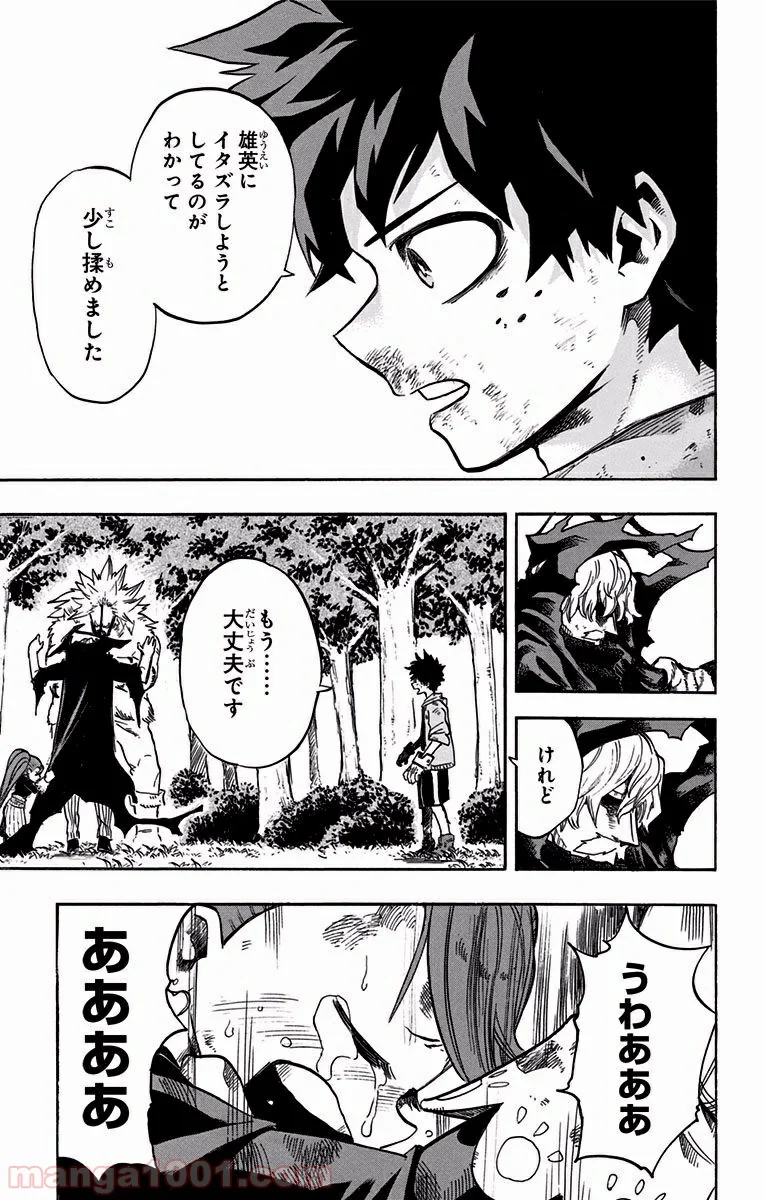 雄英に
イタズラしようと
してるのが
わかって
少し揉めました
けれど
もう……
大丈夫です
うわあああ
ああああ
manga1001.com